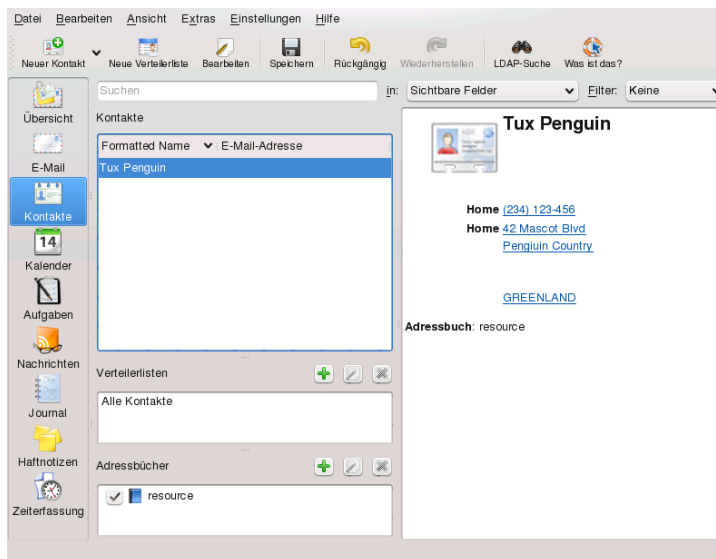 Datei Bearbeiten Ansicht Extras Einstellungen Hilfe
Neuer Kontakt Neue Verteilerliste Bearbeiten Speichern Rückgängig Wiederherstellen LDAP-Suche Was ist das?
Suchen in: Sichtbare Felder Filter: Keine
Übersicht
E-Mail
Kontakte
14
Kalender
Aufgaben
Nachrichten
Journal
Haftnotizen
Zeiterfassung
Kontakte
Formatted Name E-Mail-Adresse
Tux Penguin
Verteilerlisten
Alle Kontakte
Adressbücher
resource
Tux Penguin
Home (234) 123-456
Home 42 Mascot Blvd
Pengiuin Country
GREENLAND
Adressbuch: resource